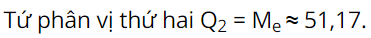 Tứ phân vị thứ hai Q₂ = Mₑ ≈ 51,17.